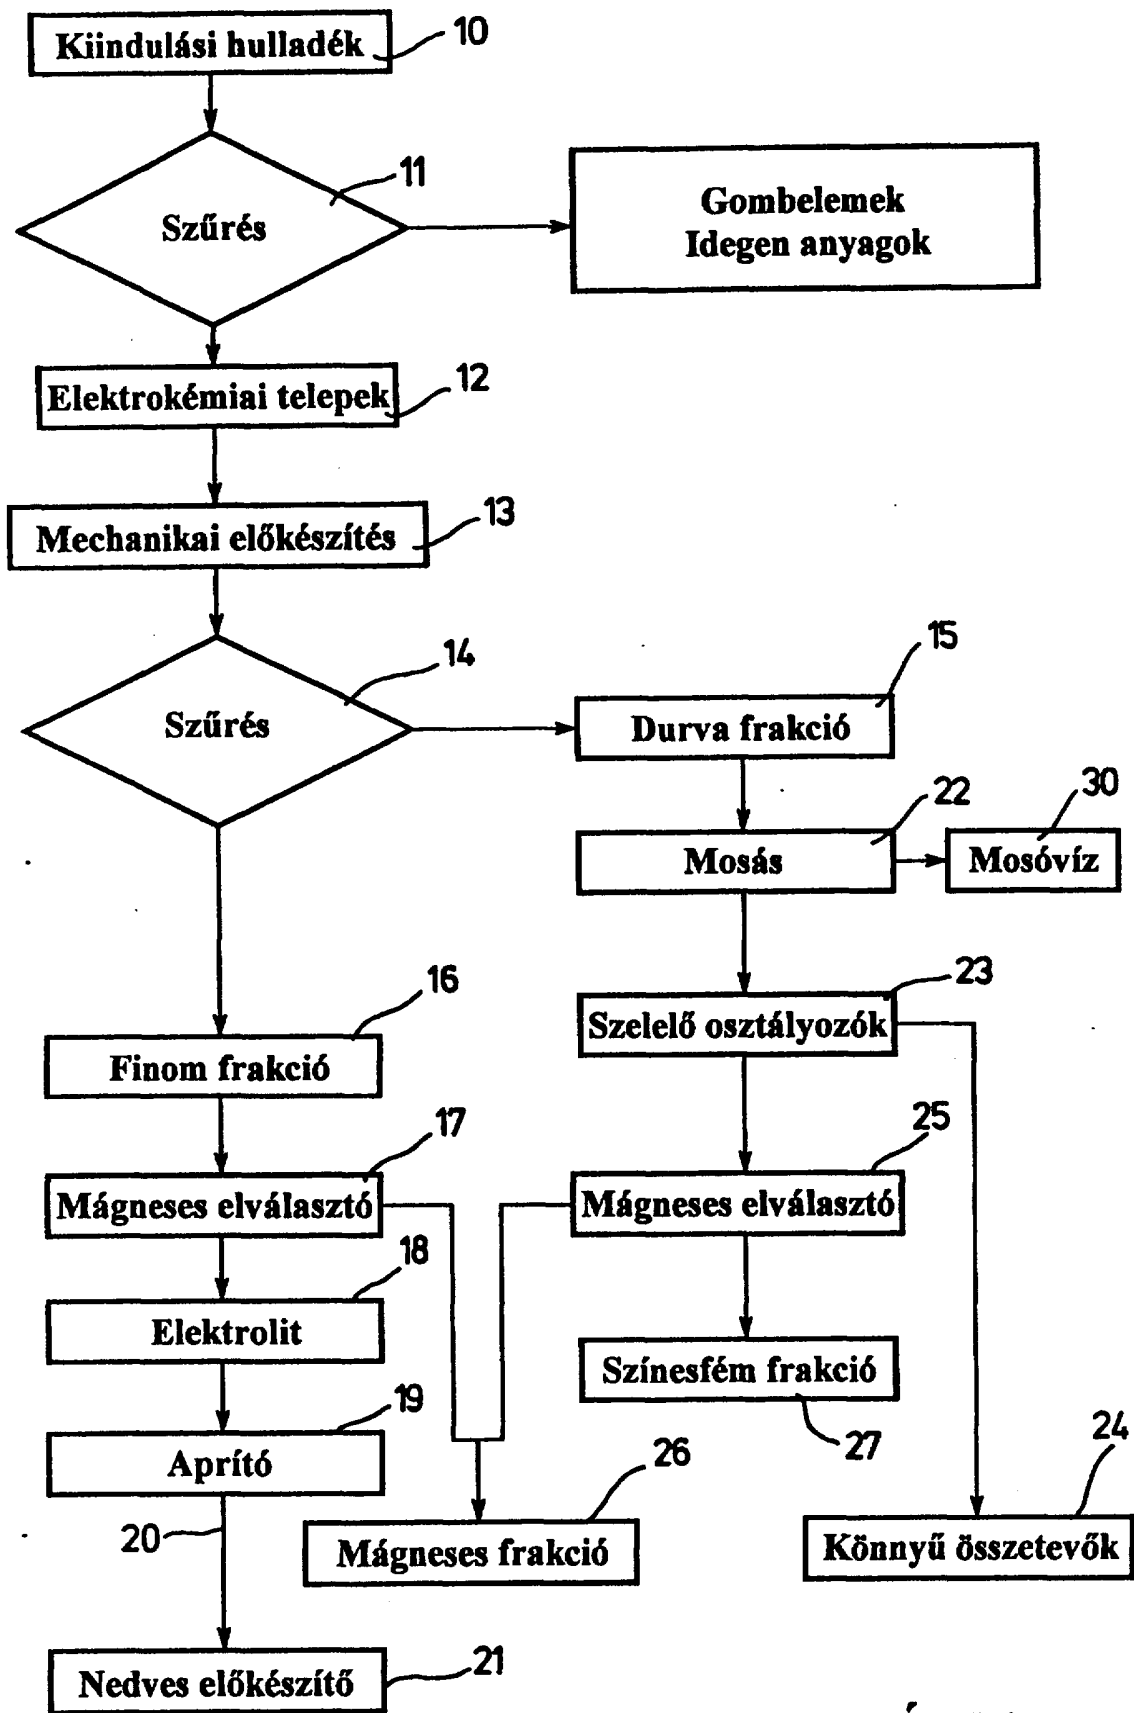 Kiindulási hulladék
10
11
Szűrés
Gombelemek
Idegen anyagok
Elektrokémiai telepek
12
Mechanikai előkészítés
13
14
Szűrés
15
Durva frakció
22
30
Mosás
Mosóvíz
16
23
Szelelő osztályozók
Finom frakció
17
25
Mágneses elválasztó
Mágneses elválasztó
18
Elektrolit
Színesfém frakció
19
27
24
Aprító
26
20
Mágneses frakció
Könnyű összetevők
Nedves előkészítő
21